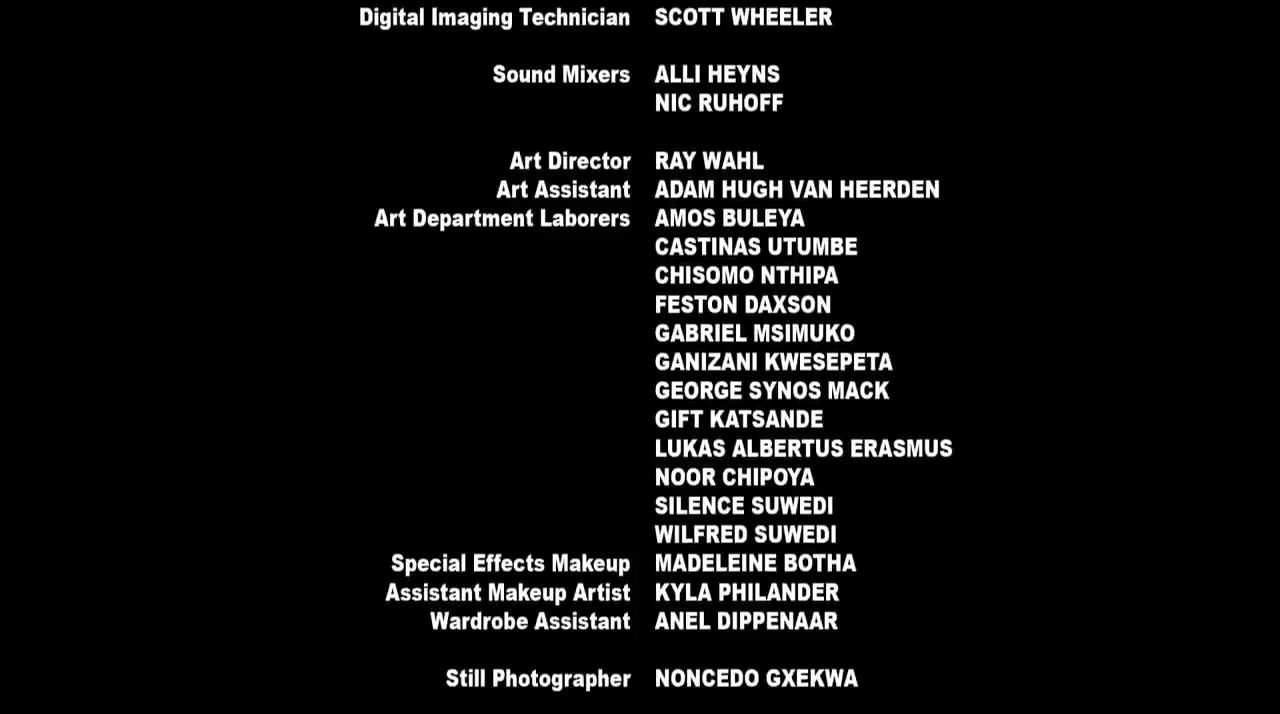 Digital Imaging Technician SCOTT WHEELER
Sound Mixers ALLI HEYNS
NIC RUHOFF
Art Director RAY WAHL
Art Assistant ADAM HUGH VAN HEERDEN
Art Department Laborers AMOS BULEYA
CASTINAS UTUMBE
CHISOMO NTHIPA
FESTON DAXSON
GABRIEL MSIMUKO
GANIZANI KWESEPETA
GEORGE SYNOS MACK
GIFT KATSANDE
LUKAS ALBERTUS ERASMUS
NOOR CHIPOYA
SILENCE SUWEDI
WILFRED SUWEDI
Special Effects Makeup MADELEINE BOTHA
Assistant Makeup Artist KYLA PHILANDER
Wardrobe Assistant ANEL DIPPENAAR
Still Photographer NONCEDO GXEKWA